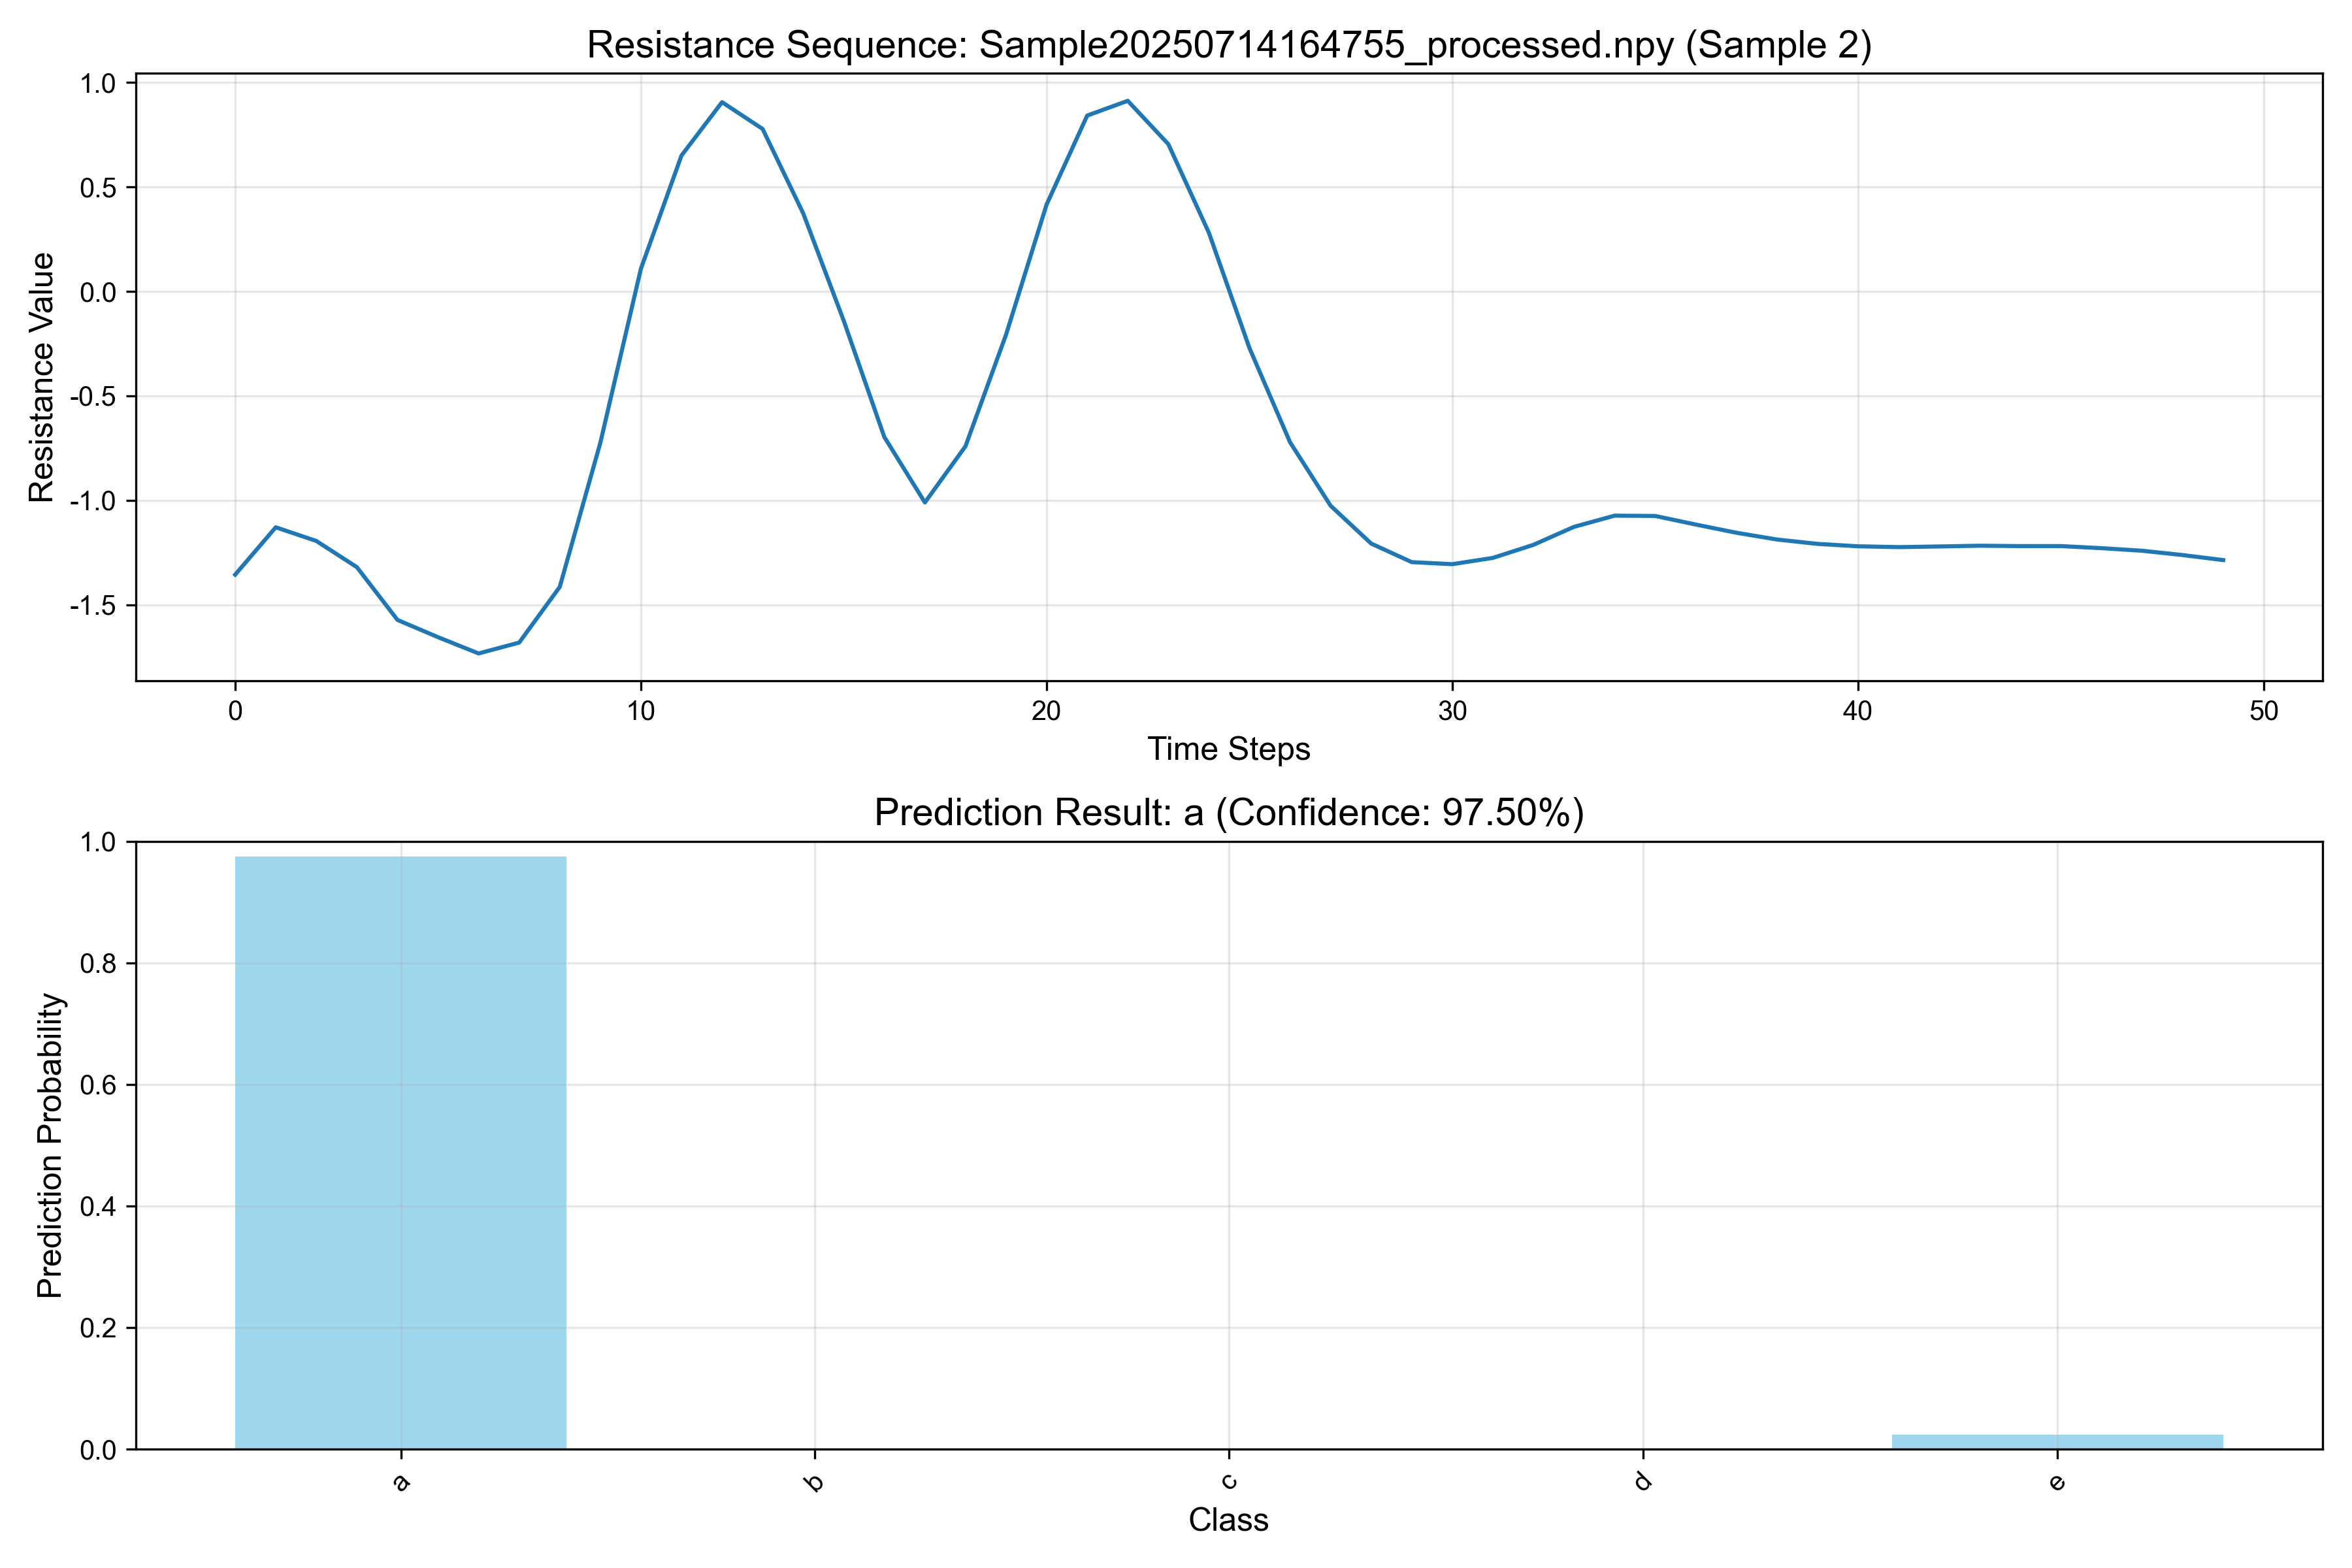 Resistance Sequence: Sample20250714164755_processed.npy (Sample 2)
Resistance Value
1.0
0.5
0.0
-0.5
-1.0
-1.5
0 10 20 30 40 50
Time Steps
Prediction Result: a (Confidence: 97.50%)
Prediction Probability
1.0
0.8
0.6
0.4
0.2
0.0
a b c d e
Class